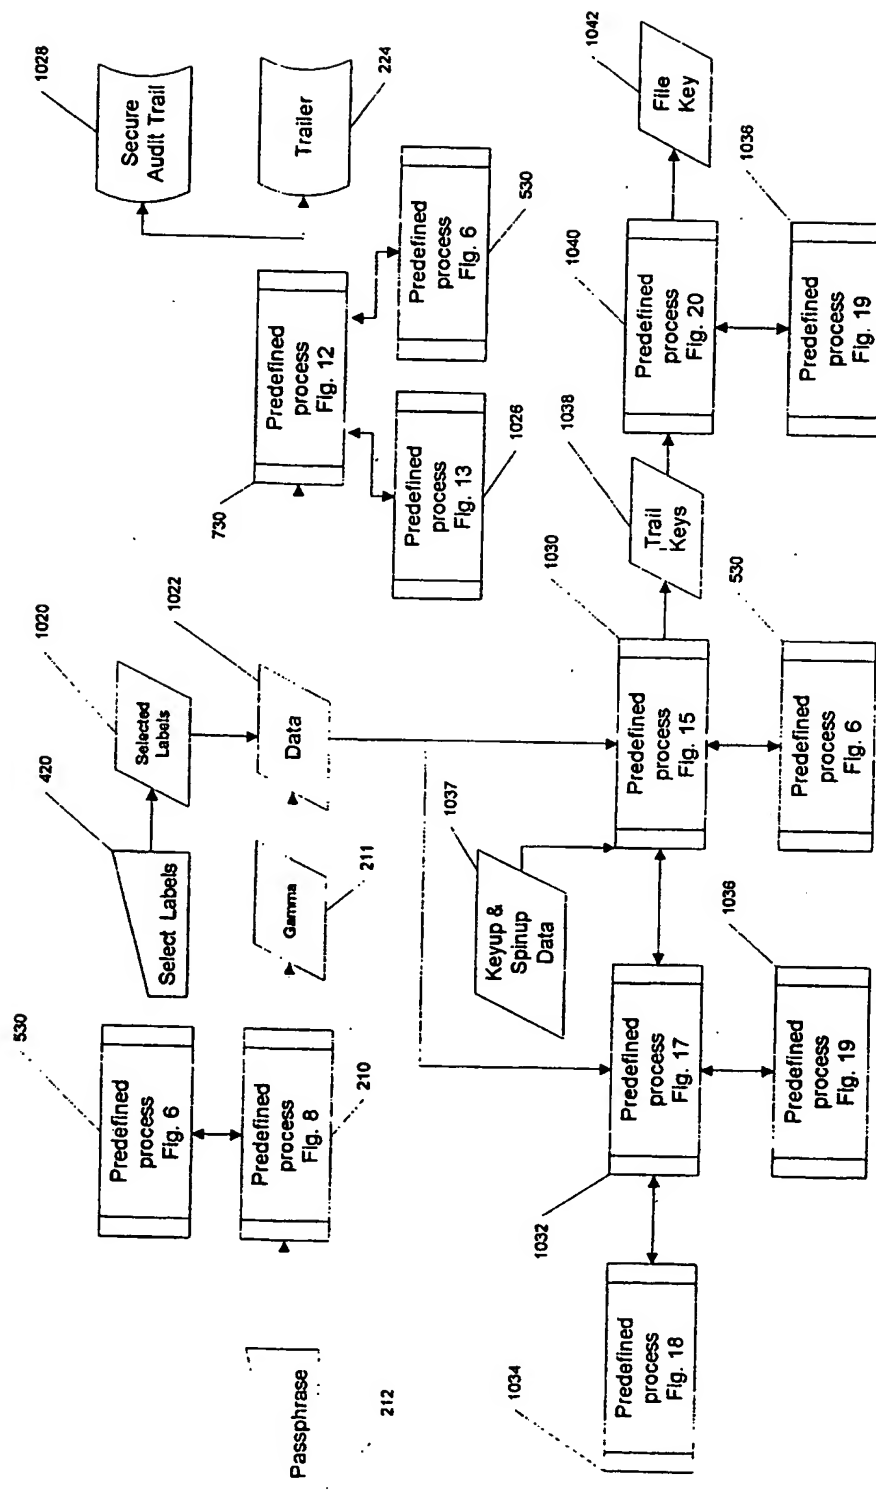 530
420
1020
1028
Predefined
process
Fig. 6
Select Labels
Selected
Labels
Secure
Audit Trail
1022
730
224
Passphrase
Predefined
process
Fig. 8
Gamma
Data
Predefined
process
Fig. 12
Trailer
212
210
211
Predefined
process
Fig. 13
Predefined
process
Fig. 6
1037
1026
530
Keyup &
Spinup
Data
1030
1038
1040
1042
1034
Predefined
process
Fig. 18
1032
Predefined
process
Fig. 17
Predefined
process
Fig. 15
Trail
Keys
Predefined
process
Fig. 20
File
Key
1036
530
1036
Predefined
process
Fig. 19
Predefined
process
Fig. 6
Predefined
process
Fig. 19